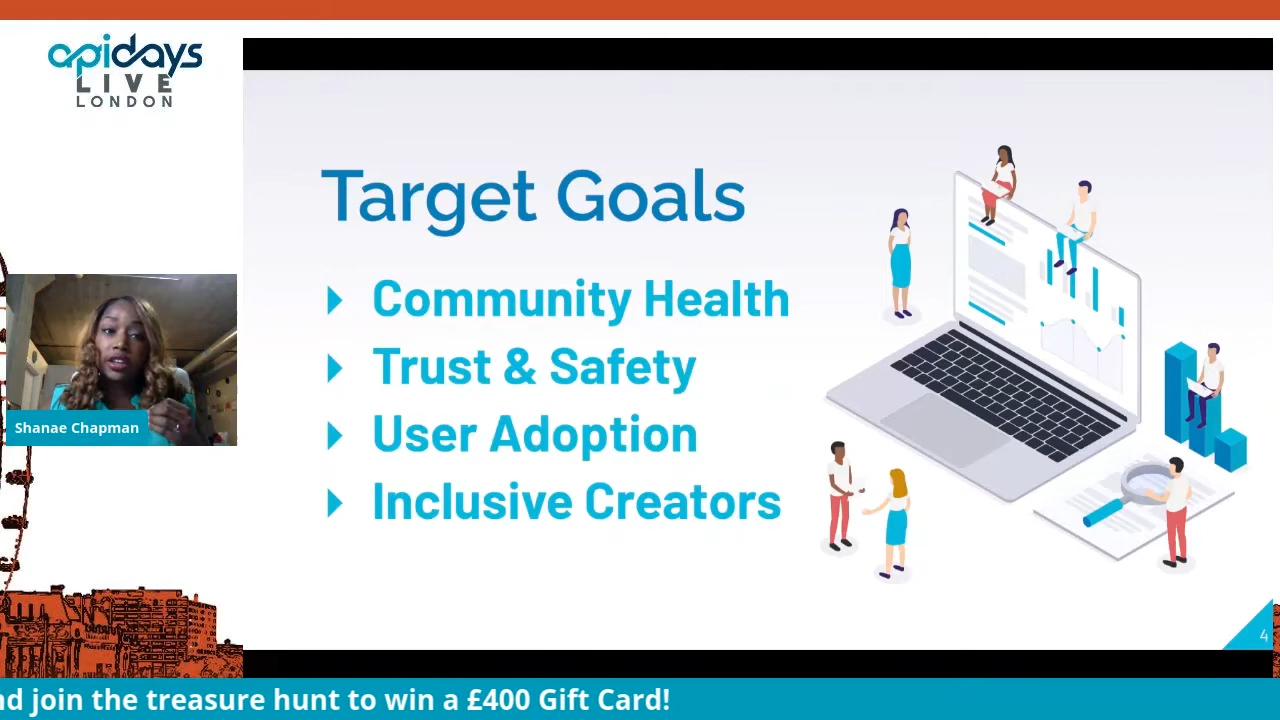 apidays
LIVE
LONDON
Target Goals
Community Health
Trust & Safety
User Adoption
Inclusive Creators
Shanae Chapman
4
nd join the treasure hunt to win a £400 Gift Card!